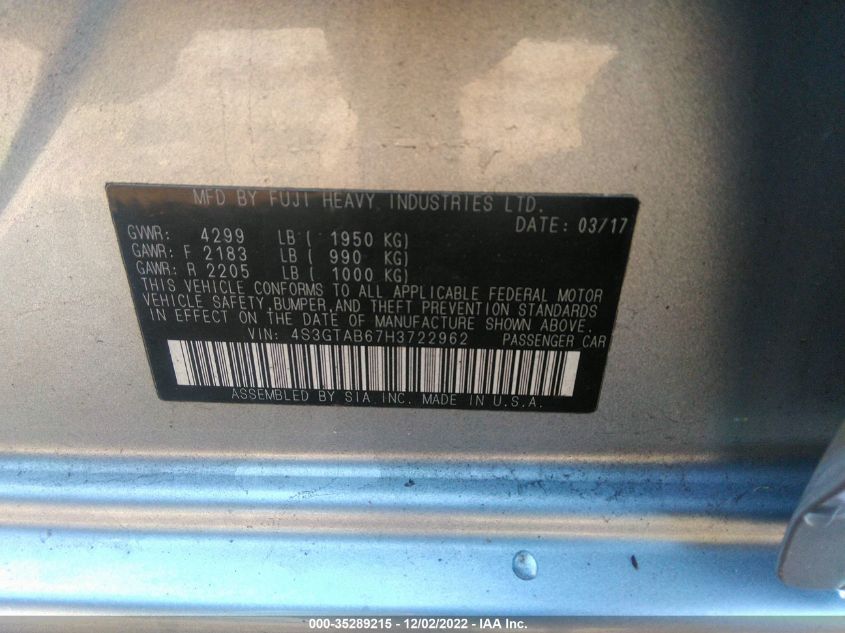 MFD BY FUJI HEAVY INDUSTRIES LTD.
DATE: 03/17
GVWR: 4299 LB ( 1950 KG)
GAWR: F 2183 LB ( 990 KG)
GAWR: R 2205 LB ( 1000 KG)
THIS VEHICLE CONFORMS TO ALL APPLICABLE FEDERAL MOTOR
VEHICLE SAFETY, BUMPER, AND THEFT PREVENTION STANDARDS
IN EFFECT ON THE DATE OF MANUFACTURE SHOWN ABOVE.
VIN: 4S3GTAB67H3722962 PASSENGER CAR
ASSEMBLED BY SIA INC. MADE IN U.S.A.
000-35289215 - 12/02/2022 - © IAA Inc.